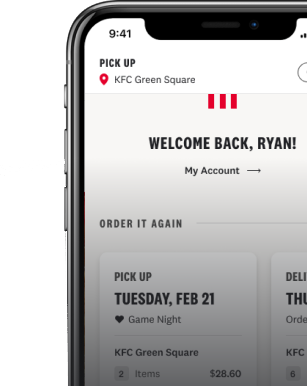 9:41
PICK UP
KFC Green Square
WELCOME BACK, RYAN!
My Account →
ORDER IT AGAIN
PICK UP
TUESDAY, FEB 21
Game Night
KFC Green Square
2 Items $28.60
DELI
THU
Orde
KFC
6